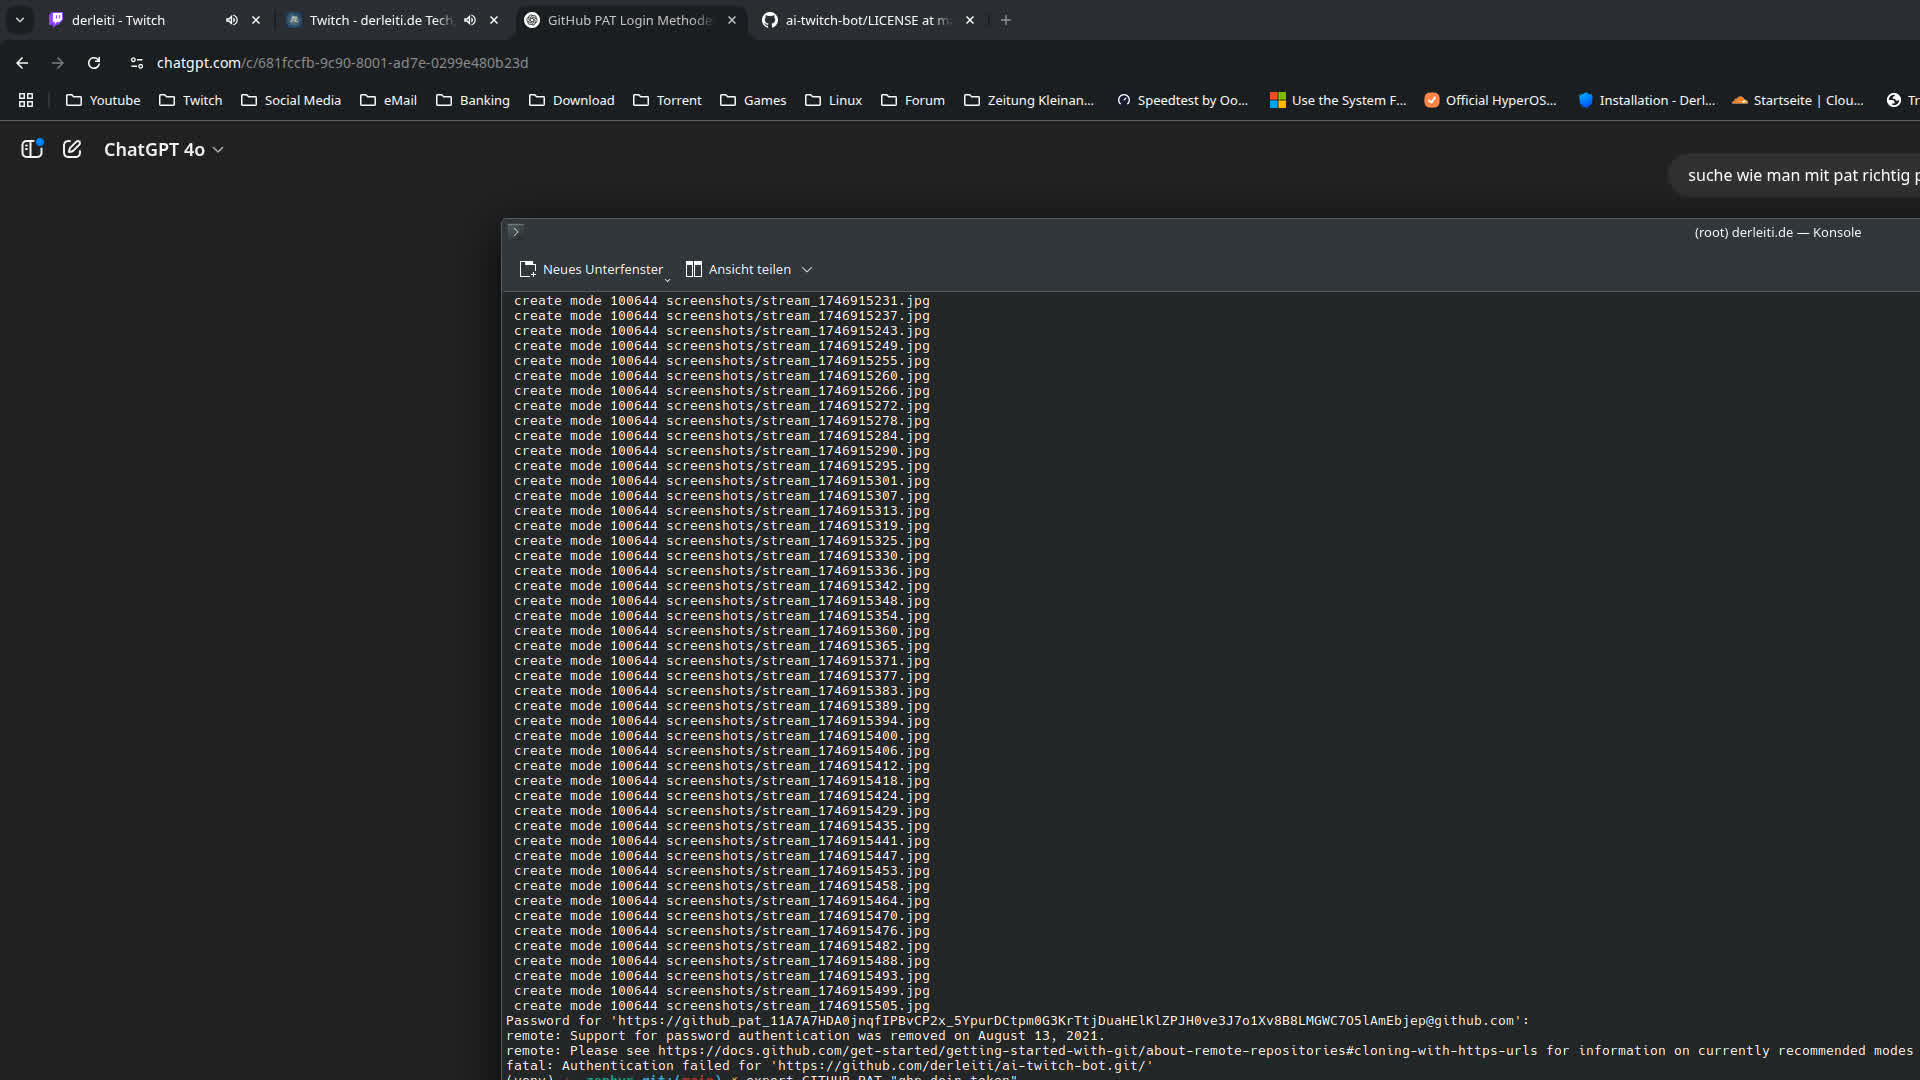 derleiti - Twitch
Twitch - derleiti.de Tech
GitHub PAT Login Methode
ai-twitch-bot/LICENSE at m
chatgpt.com/c/681fccfb-9c90-8001-ad7e-0299e480b23d
Youtube Twitch Social Media eMail Banking Download Torrent Games Linux Forum Zeitung Kleinan... Speedtest by Oo... Use the System F... Official HyperOS... Installation - Derl... Startseite | Clou... Tr
ChatGPT 4o
suche wie man mit pat richtig p
(root) derleiti.de — Konsole
Neues Unterfenster Ansicht teilen
create mode 100644 screenshots/stream_1746915231.jpg
create mode 100644 screenshots/stream_1746915237.jpg
create mode 100644 screenshots/stream_1746915243.jpg
create mode 100644 screenshots/stream_1746915249.jpg
create mode 100644 screenshots/stream_1746915255.jpg
create mode 100644 screenshots/stream_1746915260.jpg
create mode 100644 screenshots/stream_1746915266.jpg
create mode 100644 screenshots/stream_1746915272.jpg
create mode 100644 screenshots/stream_1746915278.jpg
create mode 100644 screenshots/stream_1746915284.jpg
create mode 100644 screenshots/stream_1746915290.jpg
create mode 100644 screenshots/stream_1746915295.jpg
create mode 100644 screenshots/stream_1746915301.jpg
create mode 100644 screenshots/stream_1746915307.jpg
create mode 100644 screenshots/stream_1746915313.jpg
create mode 100644 screenshots/stream_1746915319.jpg
create mode 100644 screenshots/stream_1746915325.jpg
create mode 100644 screenshots/stream_1746915330.jpg
create mode 100644 screenshots/stream_1746915336.jpg
create mode 100644 screenshots/stream_1746915342.jpg
create mode 100644 screenshots/stream_1746915348.jpg
create mode 100644 screenshots/stream_1746915354.jpg
create mode 100644 screenshots/stream_1746915360.jpg
create mode 100644 screenshots/stream_1746915365.jpg
create mode 100644 screenshots/stream_1746915371.jpg
create mode 100644 screenshots/stream_1746915377.jpg
create mode 100644 screenshots/stream_1746915383.jpg
create mode 100644 screenshots/stream_1746915389.jpg
create mode 100644 screenshots/stream_1746915394.jpg
create mode 100644 screenshots/stream_1746915400.jpg
create mode 100644 screenshots/stream_1746915406.jpg
create mode 100644 screenshots/stream_1746915412.jpg
create mode 100644 screenshots/stream_1746915418.jpg
create mode 100644 screenshots/stream_1746915424.jpg
create mode 100644 screenshots/stream_1746915429.jpg
create mode 100644 screenshots/stream_1746915435.jpg
create mode 100644 screenshots/stream_1746915441.jpg
create mode 100644 screenshots/stream_1746915447.jpg
create mode 100644 screenshots/stream_1746915453.jpg
create mode 100644 screenshots/stream_1746915458.jpg
create mode 100644 screenshots/stream_1746915464.jpg
create mode 100644 screenshots/stream_1746915470.jpg
create mode 100644 screenshots/stream_1746915476.jpg
create mode 100644 screenshots/stream_1746915482.jpg
create mode 100644 screenshots/stream_1746915488.jpg
create mode 100644 screenshots/stream_1746915493.jpg
create mode 100644 screenshots/stream_1746915499.jpg
create mode 100644 screenshots/stream_1746915505.jpg
Password for 'https://[access token redacted]@github.com':
remote: Support for password authentication was removed on August 13, 2021.
remote: Please see https://docs.github.com/get-started/getting-started-with-git/about-remote-repositories#cloning-with-https-urls for information on currently recommended modes
fatal: Authentication failed for 'https://github.com/derleiti/ai-twitch-bot.git/'